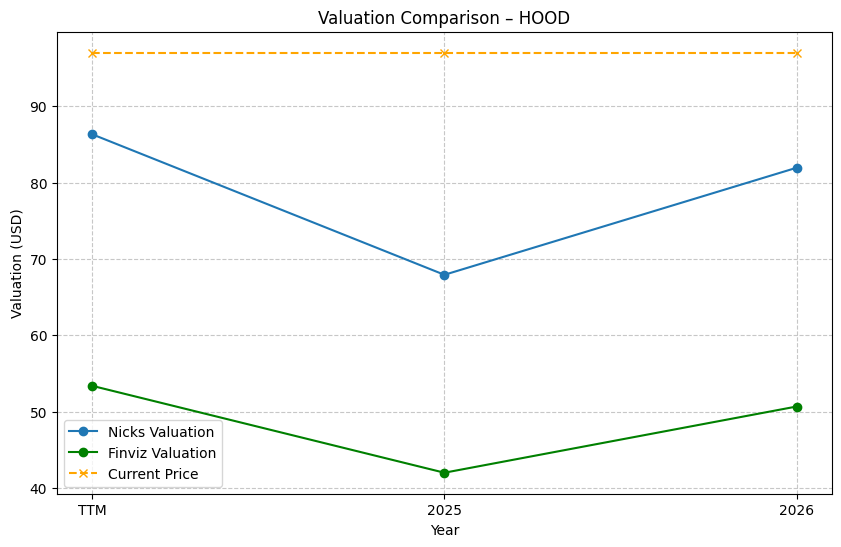 Valuation Comparison – HOOD
Valuation (USD)
90
80
70
60
50
40
Nicks Valuation
Finviz Valuation
Current Price
TTM 2025 2026
Year